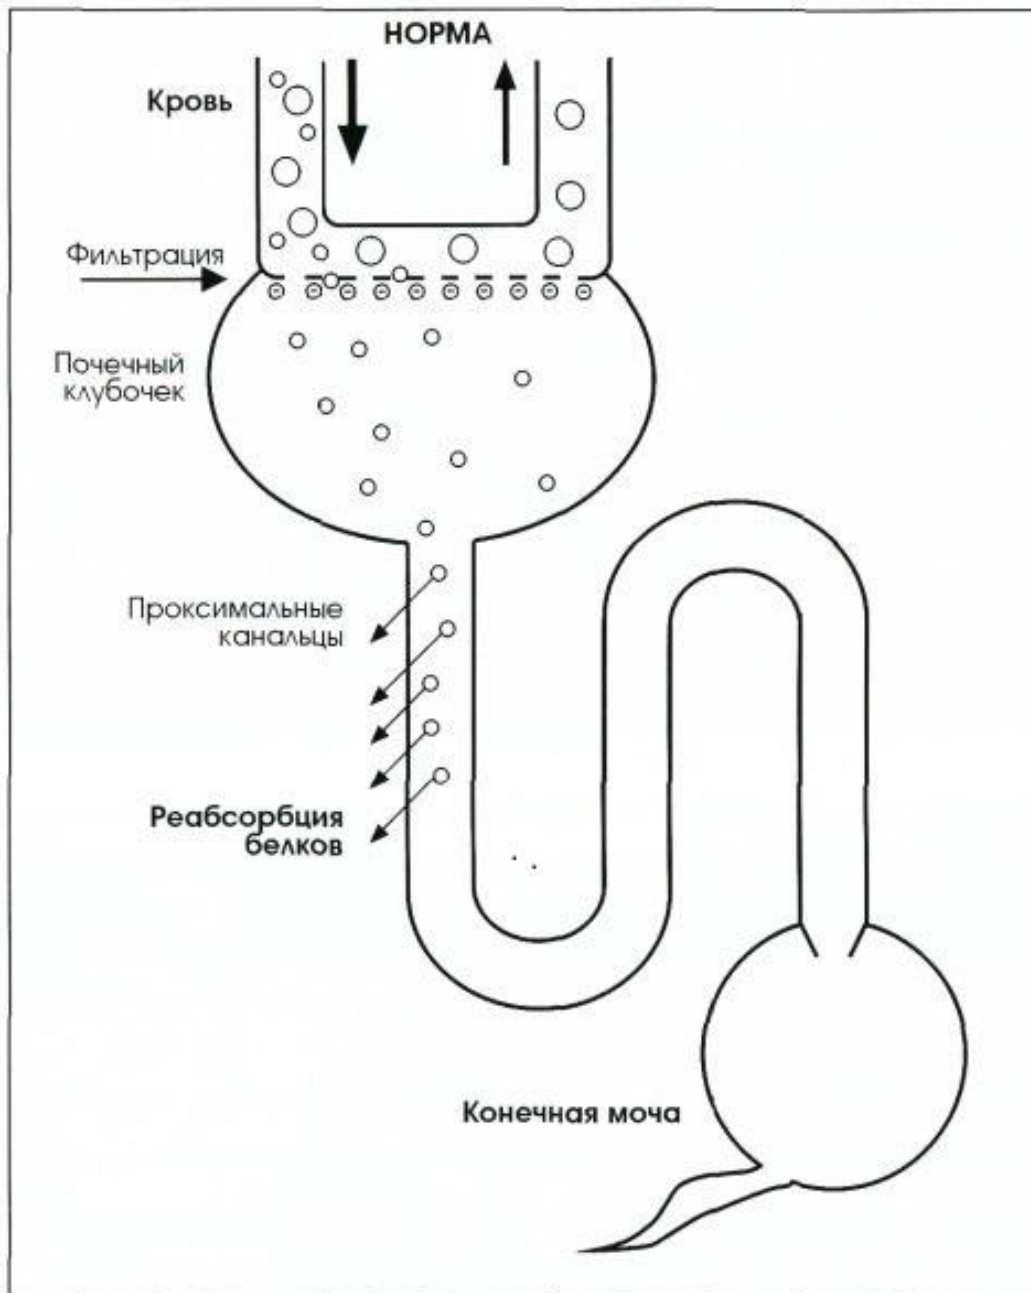 НОРМА
Кровь
Фильтрация
Почечный
клубочек
Проксимальные
канальцы
Реабсорбция
белков
Конечная моча